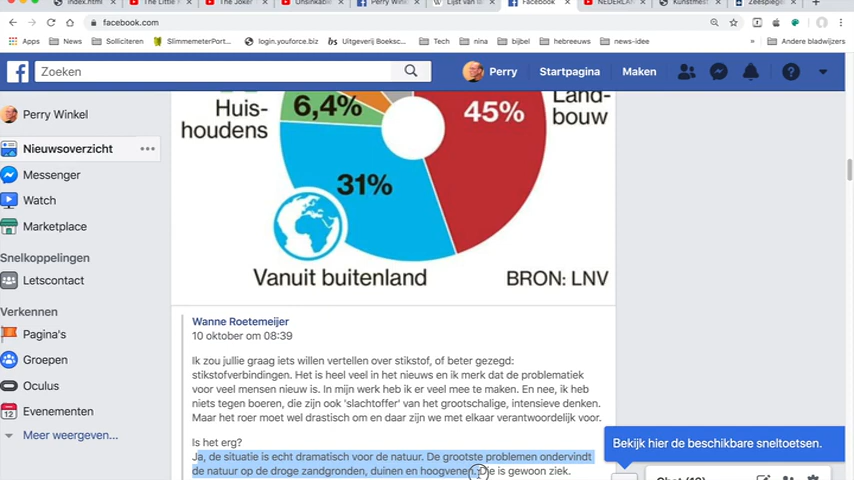 Index.html
The Little
The Joker
Unsinkabl
Perry Wink
Lijst van
Facebook
NEDERLAN
Kunstmest
Zeespiegel
facebook.com
Apps
News
Solliciteren
SlimmemeterPort...
login.youforce.biz
Uitgeverij Boeksc...
Tech
nina
bijbel
hebreeuws
news-idee
Andere bladwijzers
Zoeken
Perry
Startpagina
Maken
Perry Winkel
Nieuwsoverzicht
Messenger
Watch
Marketplace
Snelkoppelingen
Letscontact
Verkennen
Pagina's
Groepen
Oculus
12
Evenementen
Meer weergeven...
Huis-
houdens
6,4%
45%
Land-
bouw
31%
Vanuit buitenland
BRON: LNV
Wanne Roetemeijer
10 oktober om 08:39
Ik zou jullie graag iets willen vertellen over stikstof, of beter gezegd:
stikstofverbindingen. Het is heel veel in het nieuws en ik merk dat de problematiek
voor veel mensen nieuw is. In mijn werk heb ik er veel mee te maken. En nee, ik heb
niets tegen boeren, die zijn ook 'slachtoffer' van het grootschalige, intensieve denken.
Maar het roer moet wel drastisch om en daar zijn we met elkaar verantwoordelijk voor.
Is het erg?
Ja, de situatie is echt dramatisch voor de natuur. De grootste problemen ondervindt
de natuur op de droge zandgronden, duinen en hoogvenen. Die is gewoon ziek.
Bekijk hier de beschikbare sneltoetsen.